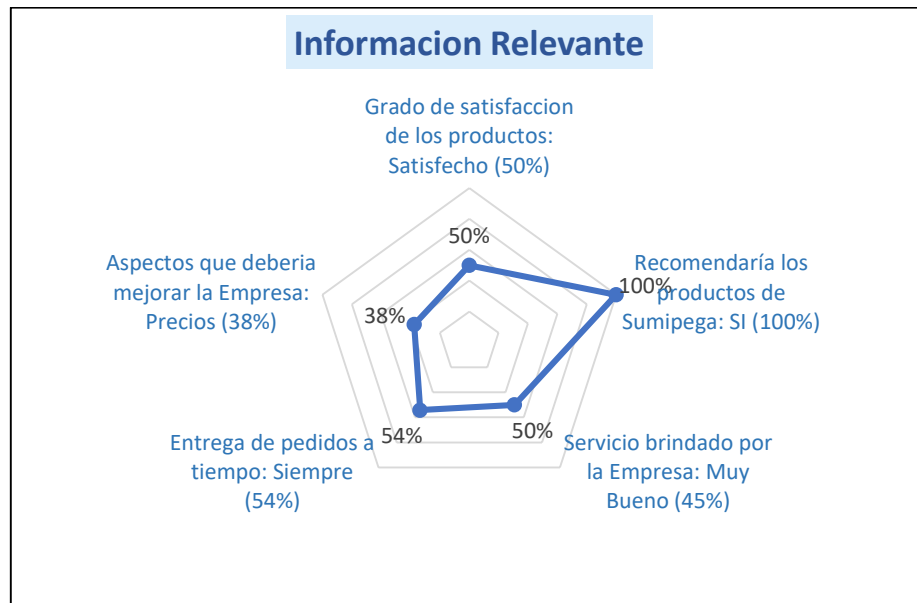 Informacion Relevante
Grado de satisfaccion
de los productos:
Satisfecho (50%)
50%
Recomendaría los
productos de
Sumipega: SI (100%)
100%
Servicio brindado por
la Empresa: Muy
Bueno (45%)
50%
Entrega de pedidos a
tiempo: Siempre
(54%)
54%
Aspectos que deberia
mejorar la Empresa:
Precios (38%)
38%